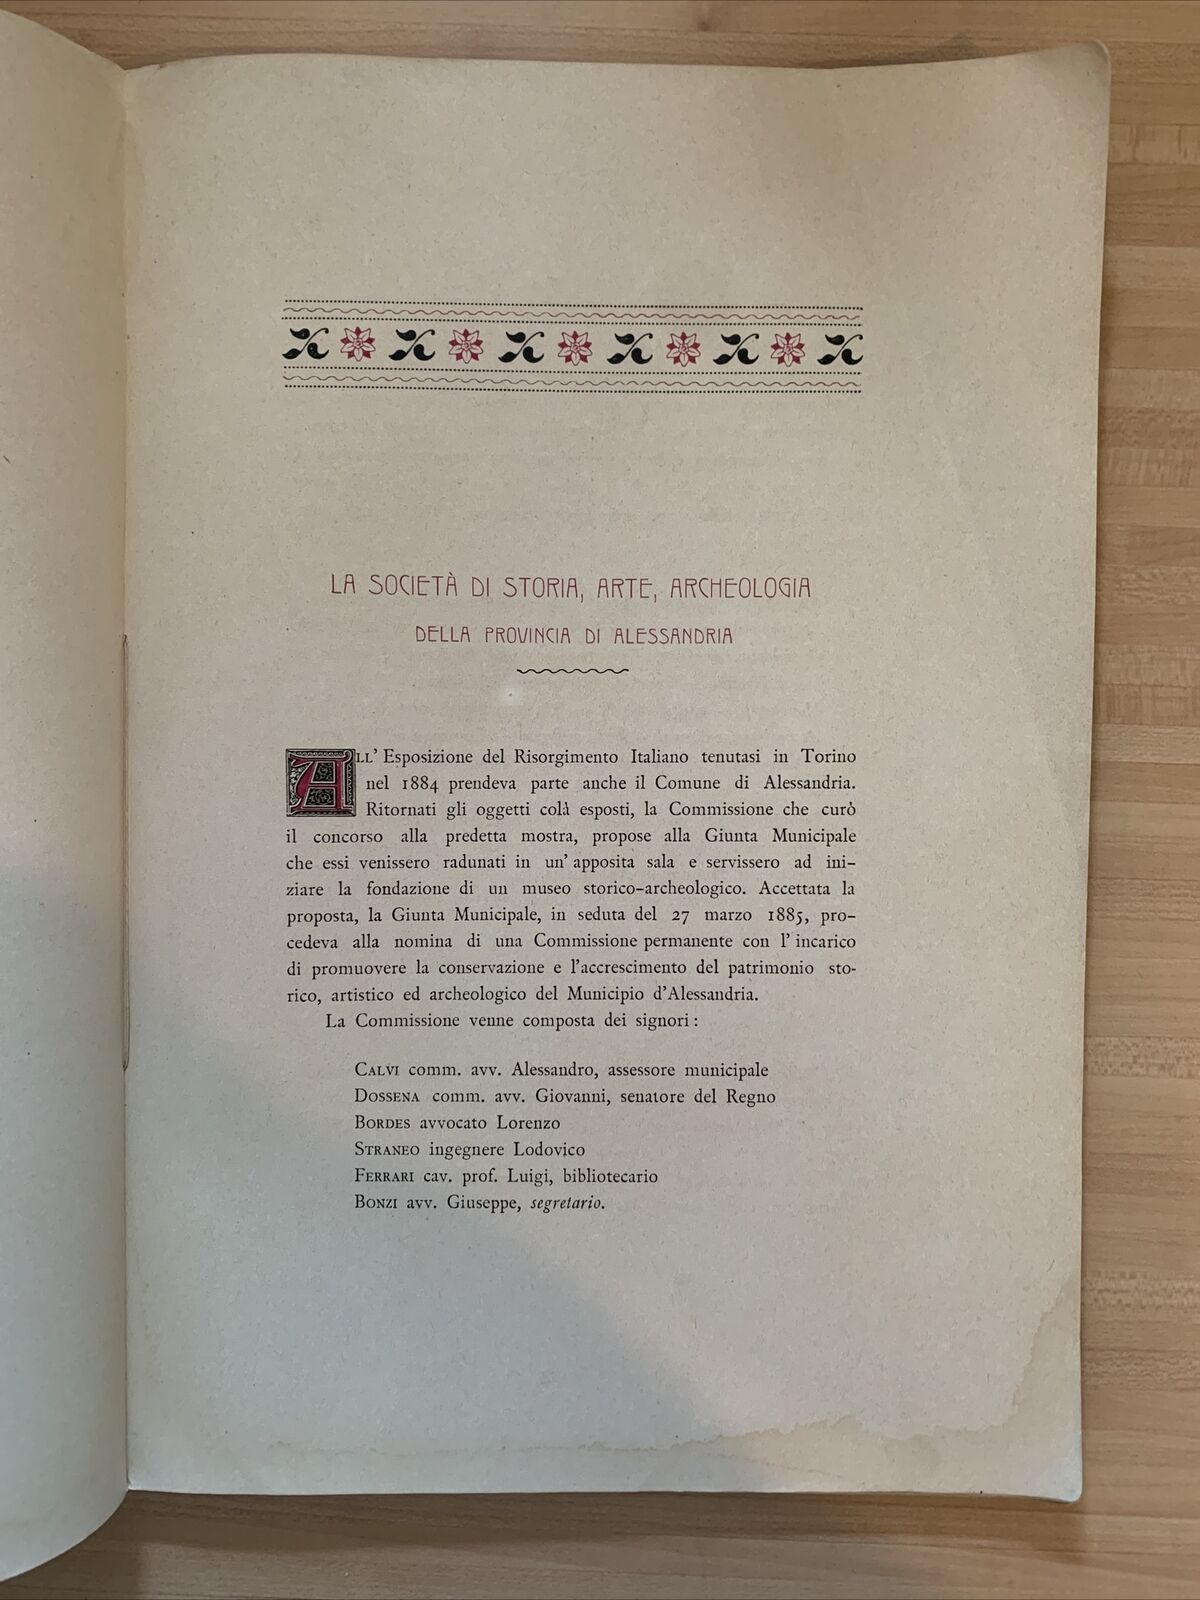 LA SOCIETÀ DI STORIA, ARTE, ARCHEOLOGIA
DELLA PROVINCIA DI ALESSANDRIA
ALL' Esposizione del Risorgimento Italiano tenutasi in Torino
nel 1884 prendeva parte anche il Comune di Alessandria.
Ritornati gli oggetti colà esposti, la Commissione che curò
il concorso alla predetta mostra, propose alla Giunta Municipale
che essi venissero radunati in un' apposita sala e servissero ad ini-
ziare la fondazione di un museo storico-archeologico. Accettata la
proposta, la Giunta Municipale, in seduta del 27 marzo 1885, pro-
cedeva alla nomina di una Commissione permanente con l' incarico
di promuovere la conservazione e l'accrescimento del patrimonio sto-
rico, artistico ed archeologico del Municipio d'Alessandria.
La Commissione venne composta dei signori :
CALVI comm. avv. Alessandro, assessore municipale
DOSSENA comm. avv. Giovanni, senatore del Regno
BORDES avvocato Lorenzo
STRANEO ingegnere Lodovico
FERRARI cav. prof. Luigi, bibliotecario
BONZI avv. Giuseppe, segretario.